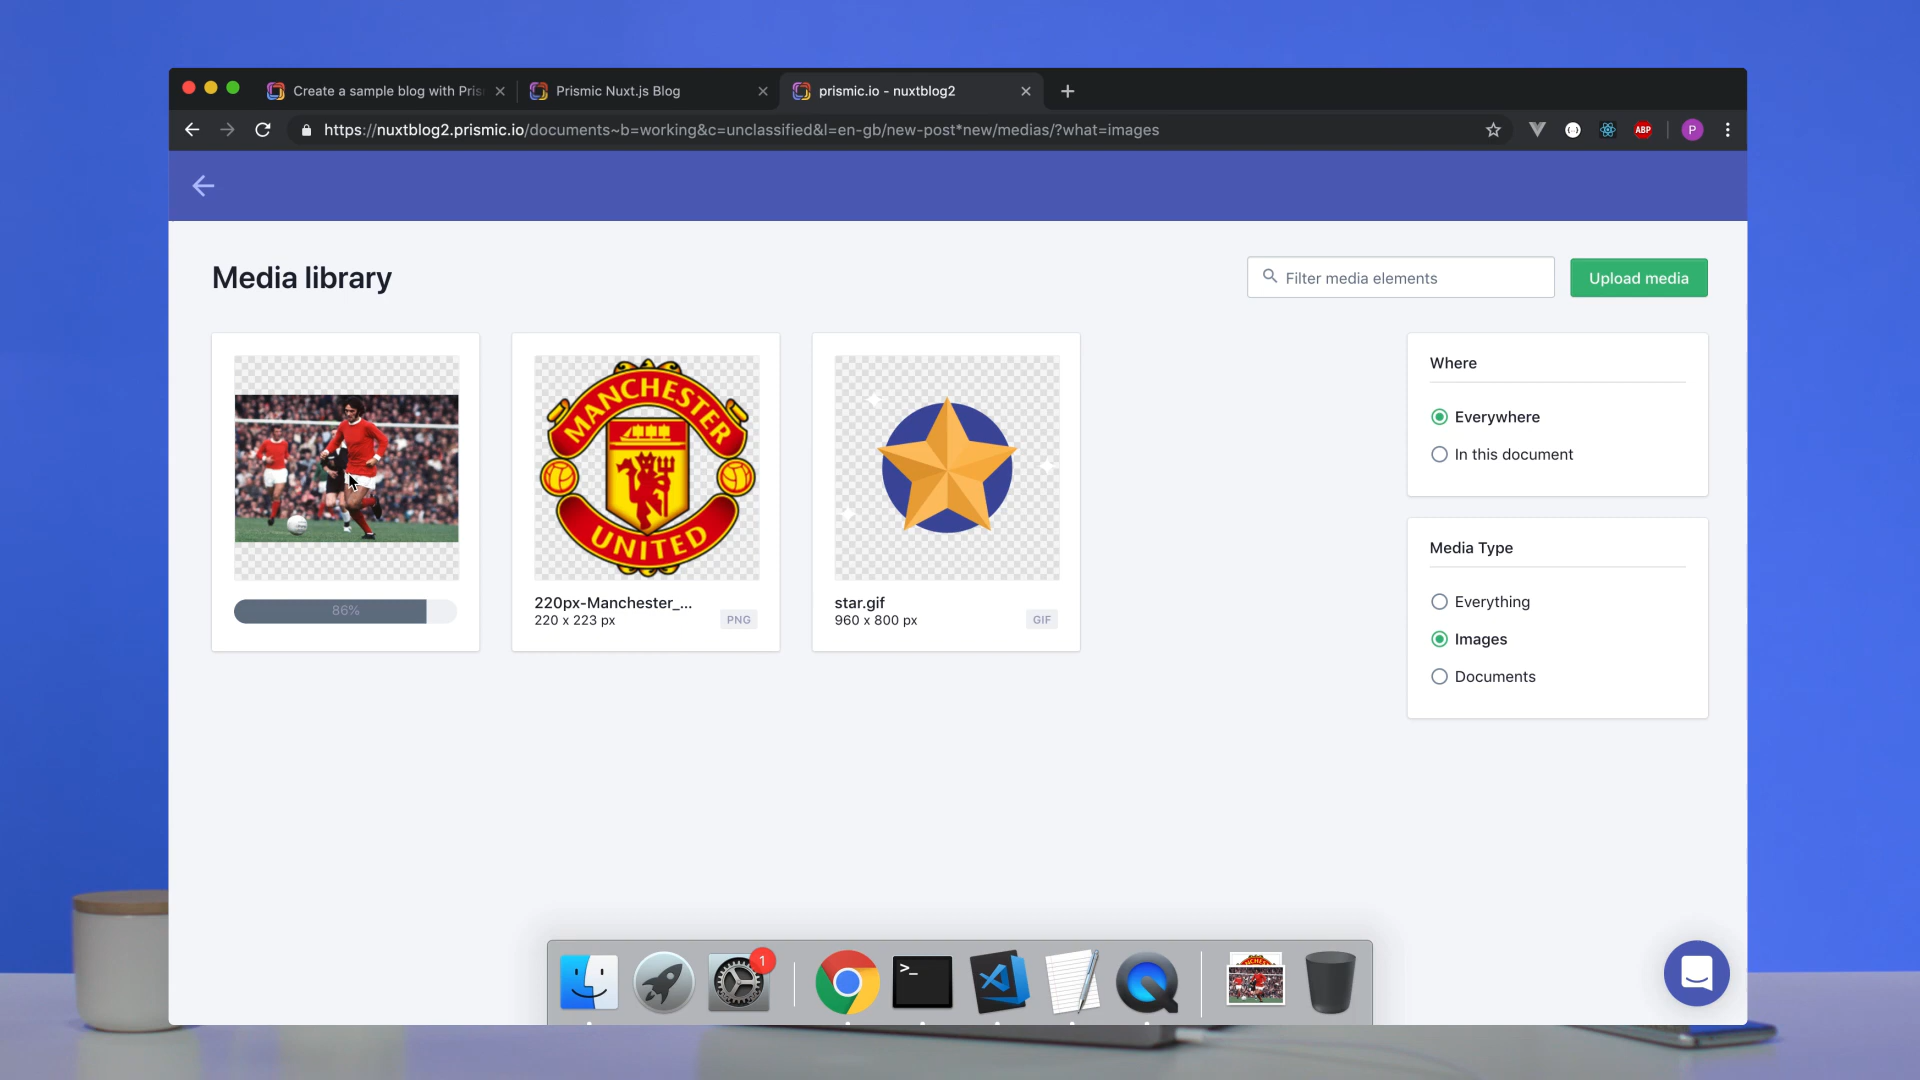 Create a sample blog with Pris
Prismic Nuxt.js Blog
prismic.io - nuxtblog2
https://nuxtblog2.prismic.io/documents~b=working&c=unclassified&l=en-gb/new-post*new/medias/?what=images
ABP
P
Media library
Filter media elements
Upload media
MANCHESTER
UNITED
86%
220px-Manchester_...
220 x 223 px
PNG
star.gif
960 x 800 px
GIF
Where
Everywhere
In this document
Media Type
Everything
Images
Documents
1
>_